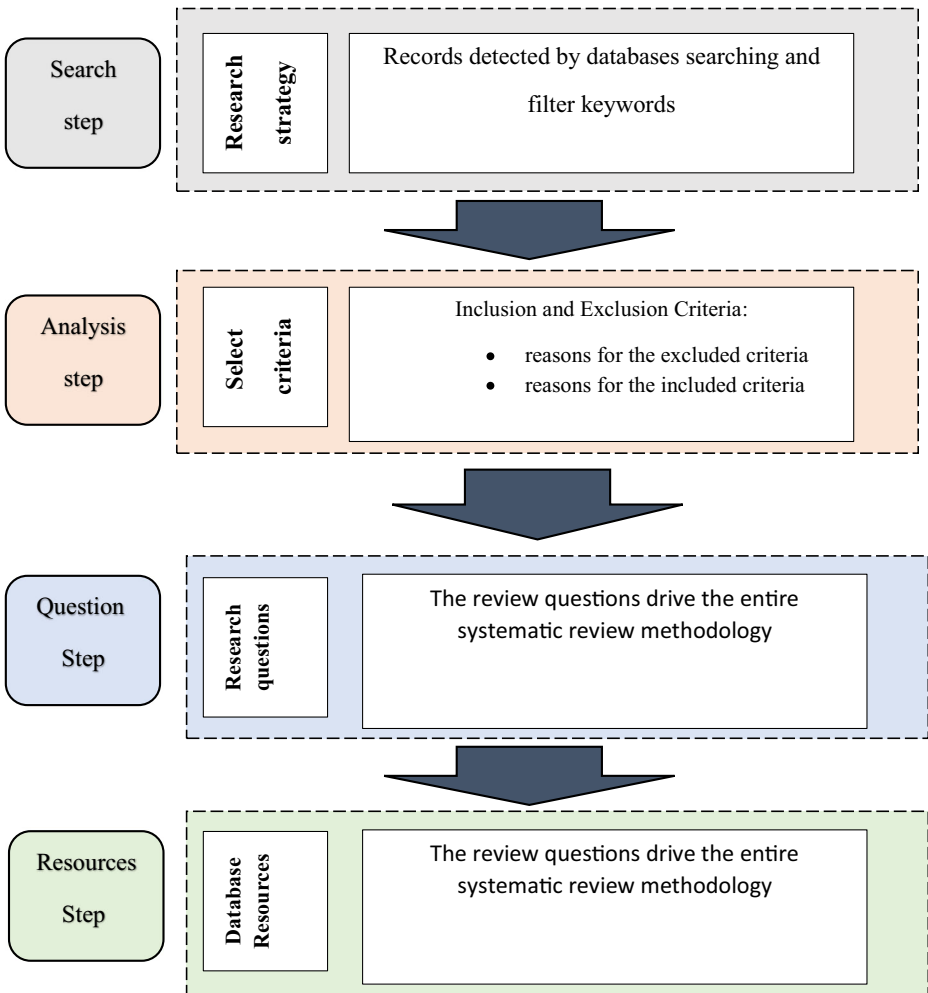 Search
step
Research
strategy
Records detected by databases searching and
filter keywords
Analysis
step
Select
criteria
Inclusion and Exclusion Criteria:
• reasons for the excluded criteria
• reasons for the included criteria
Question
Step
Research
questions
The review questions drive the entire
systematic review methodology
Resources
Step
Database
Resources
The review questions drive the entire
systematic review methodology